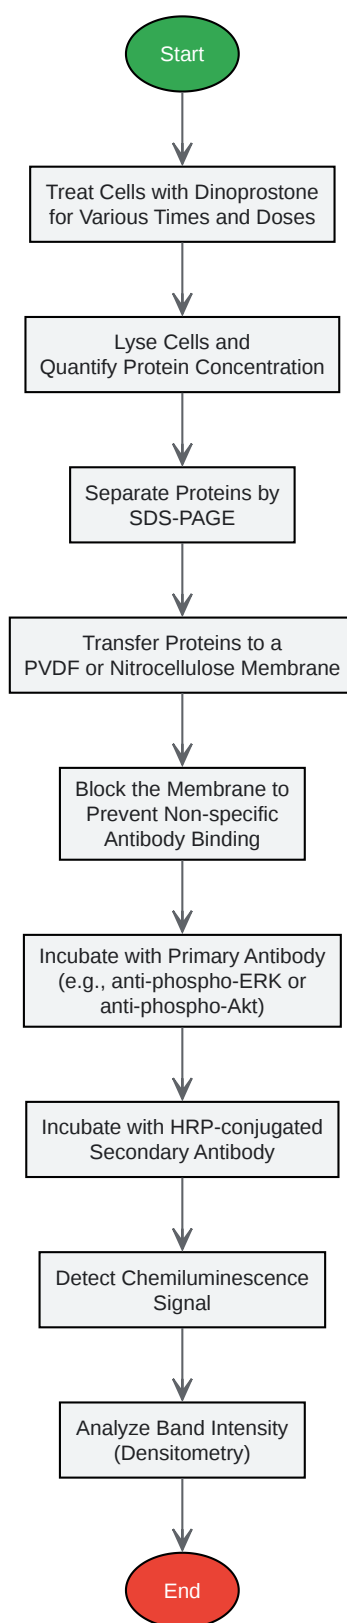 Start
Treat Cells with Dinoprostone
for Various Times and Doses
Lyse Cells and
Quantify Protein Concentration
Separate Proteins by
SDS-PAGE
Transfer Proteins to a
PVDF or Nitrocellulose Membrane
Block the Membrane to
Prevent Non-specific
Antibody Binding
Incubate with Primary Antibody
(e.g., anti-phospho-ERK or
anti-phospho-Akt)
Incubate with HRP-conjugated
Secondary Antibody
Detect Chemiluminescence
Signal
Analyze Band Intensity
(Densitometry)
End